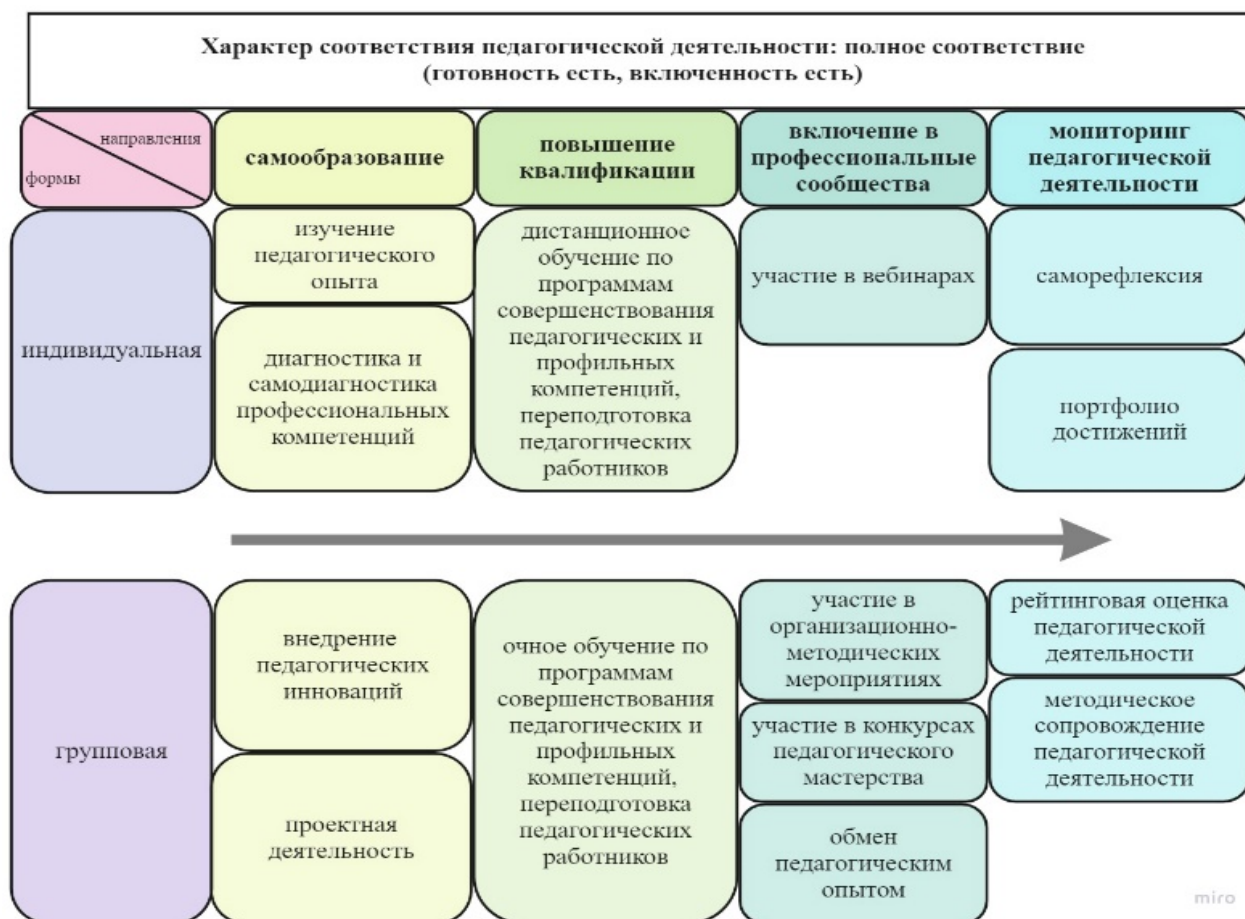 Характер соответствия педагогической деятельности: полное соответствие
(готовность есть, включенность есть)
направления
формы
самообразование
повышение
квалификации
включение в
профессиональные
сообщества
мониторинг
педагогической
деятельности
индивидуальная
изучение
педагогического
опыта
диагностика и
самодиагностика
профессиональных
компетенций
дистанционное
обучение по
программам
совершенствования
педагогических и
профильных
компетенций,
переподготовка
педагогических
работников
участие в вебинарах
саморефлексия
портфолио
достижений
групповая
внедрение
педагогических
инноваций
проектная
деятельность
очное обучение по
программам
совершенствования
педагогических и
профильных
компетенций,
переподготовка
педагогических
работников
участие в
организационно-
методических
мероприятиях
участие в конкурсах
педагогического
мастерства
обмен
педагогическим
опытом
рейтинговая оценка
педагогической
деятельности
методическое
сопровождение
педагогической
деятельности
miro